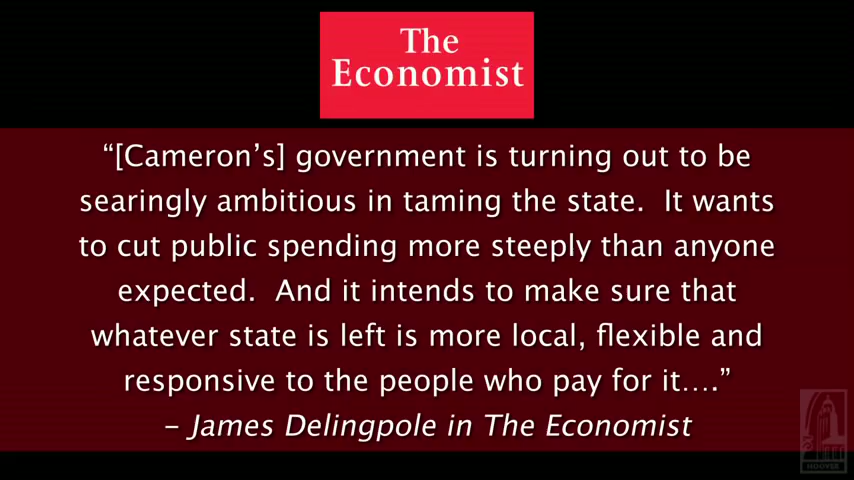 The
Economist
“[Cameron’s] government is turning out to be
searingly ambitious in taming the state.  It wants
to cut public spending more steeply than anyone
expected.  And it intends to make sure that
whatever state is left is more local, flexible and
responsive to the people who pay for it….”
– James Delingpole in The Economist
HOOVER